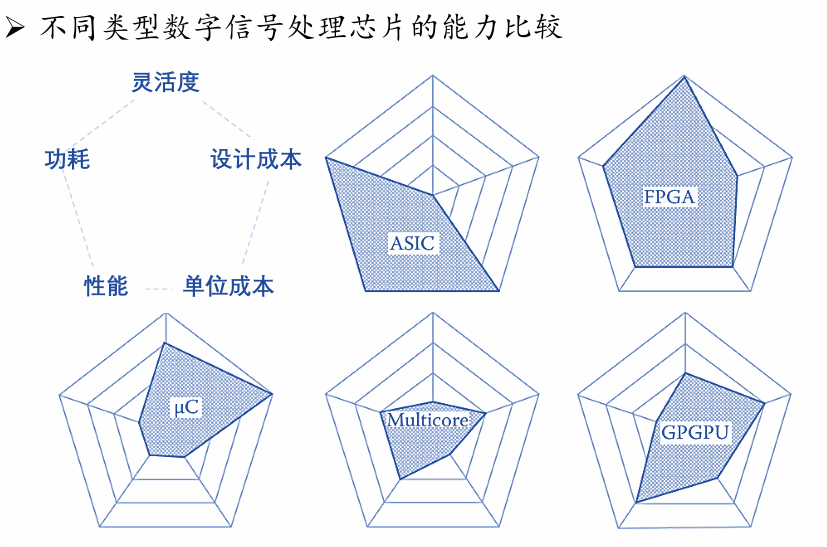 ➢ 不同类型数字信号处理芯片的能力比较
灵活度
功耗
设计成本
性能
单位成本
ASIC
FPGA
μC
Multicore
GPGPU